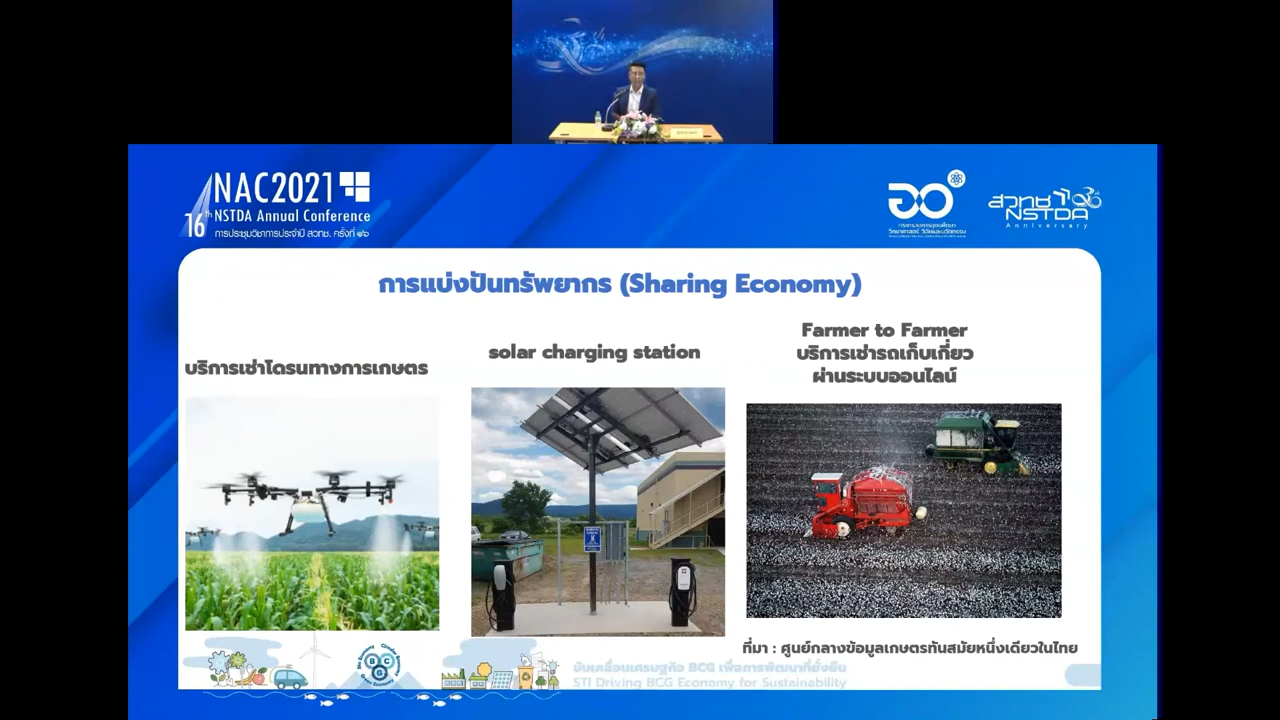 NAC2021
16th NSTDA Annual Conference
การประชุมวิชาการประจำปี สวทช. ครั้งที่ ๑๖
สวทช
NSTDA
Anniversary
การแบ่งปันทรัพยากร (Sharing Economy)
บริการเช่าโดรนทางการเกษตร
solar charging station
Farmer to Farmer
บริการเช่ารถเก็บเกี่ยว
ผ่านระบบออนไลน์
ที่มา : ศูนย์กลางข้อมูลเกษตรทันสมัยหนึ่งเดียวในไทย
BCG
ขับเคลื่อนเศรษฐกิจ BCG เพื่อการพัฒนาที่ยั่งยืน
STI Driving BCG Economy for Sustainability